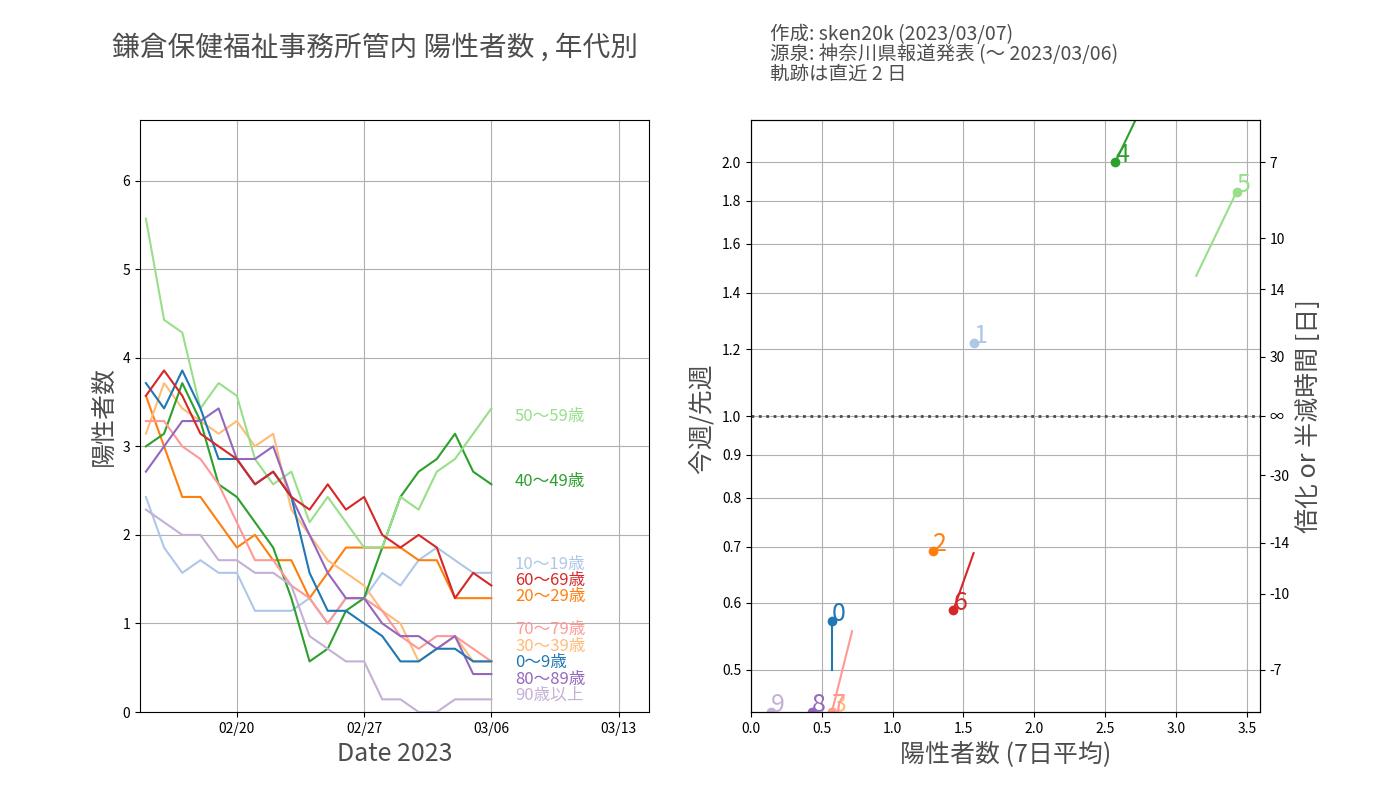 鎌倉保健福祉事務所管内 陽性者数 , 年代別
作成: sken20k (2023/03/07)
源泉: 神奈川県報道発表 (〜 2023/03/06)
軌跡は直近 2 日
陽性者数
6
5
4
3
2
1
0
50〜59歳
40〜49歳
10〜19歳
60〜69歳
20〜29歳
70〜79歳
30〜39歳
0〜9歳
80〜89歳
90歳以上
02/20
02/27
03/06
03/13
Date 2023
今週/先週
2.0
1.8
1.6
1.4
1.2
1.0
0.9
0.8
0.7
0.6
0.5
4
5
1
2
6
0
9
8
7
3
7
10
14
30
∞
-30
-14
-10
-7
倍化 or 半減時間 [日]
0.0
0.5
1.0
1.5
2.0
2.5
3.0
3.5
陽性者数 (7日平均)